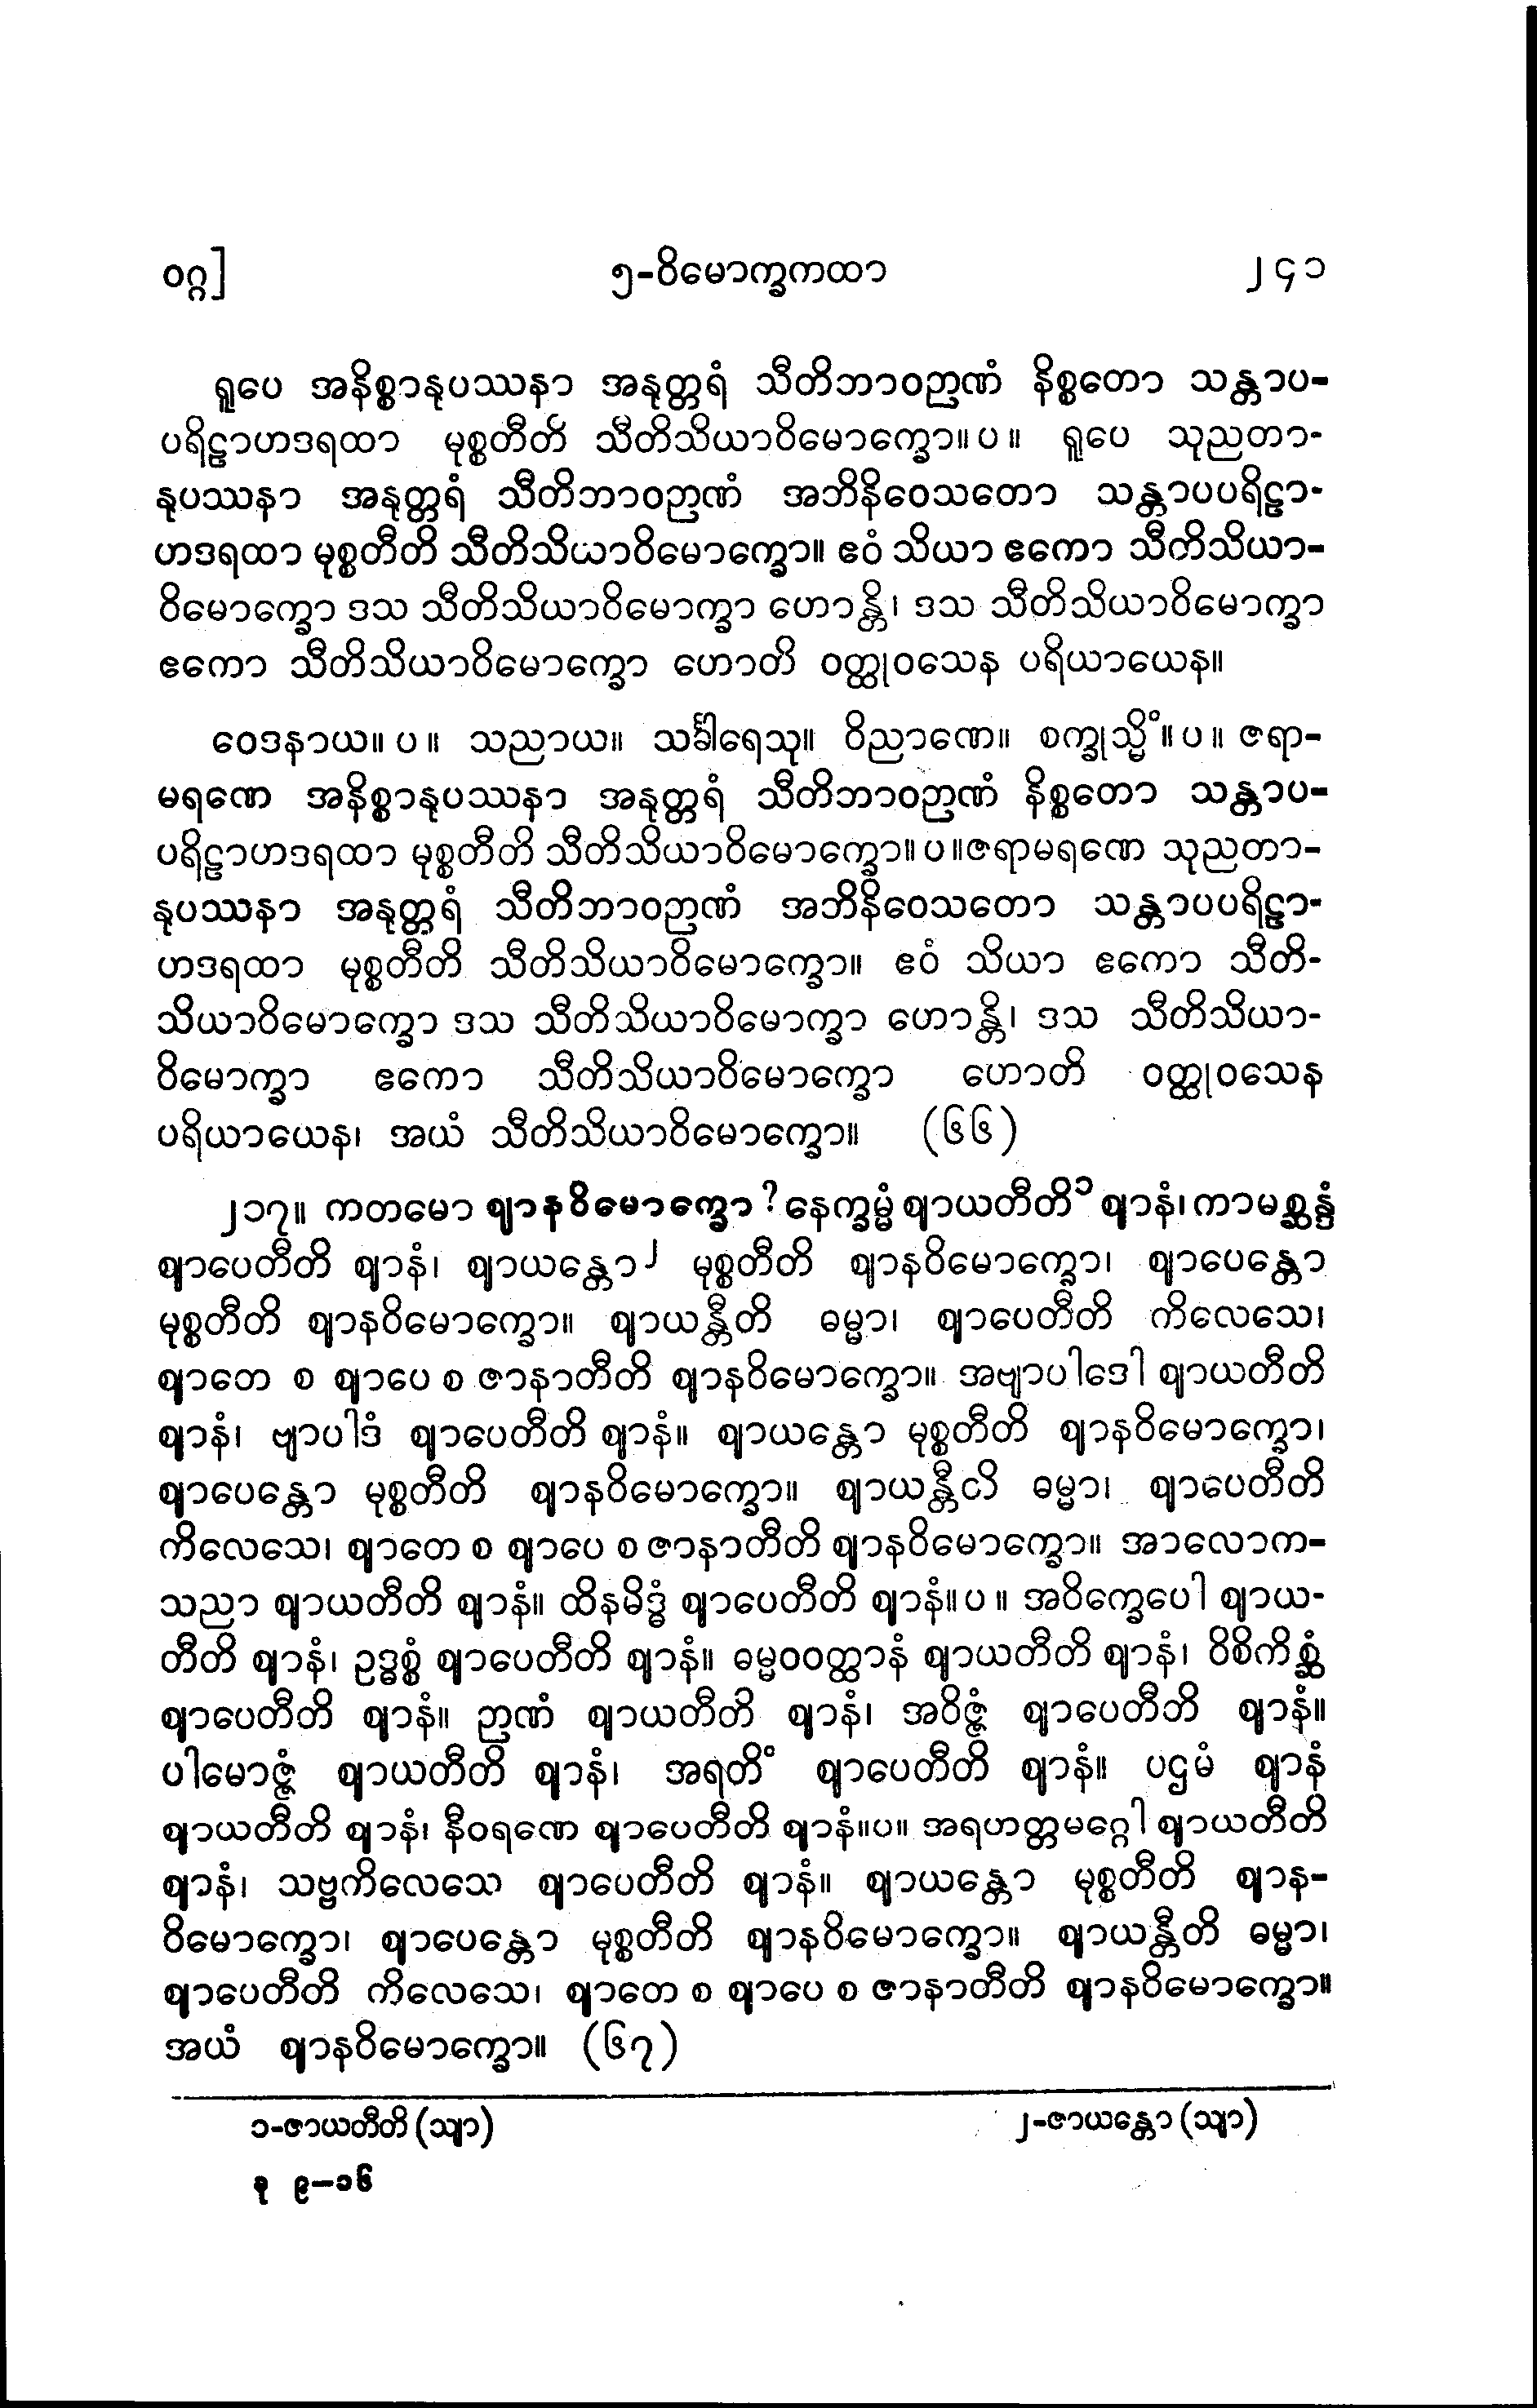 ဝဂ္ဂ]
၅-ဝိမောက္ခကထာ
၂၄၁
ရူပေ အနိစ္စာနုပဿနာ အနုတ္တရံ သီတိဘာဝဉာဏံ နိစ္စတော သန္တာပ-
ပရိဠာဟဒရထာ မုစ္စတီတိ သီတိသိယာဝိမောက္ခော။ပ။ ရူပေ သုညတာ-
နုပဿနာ အနုတ္တရံ သီတိဘာဝဉာဏံ အဘိနိဝေသတော သန္တာပပရိဠာ-
ဟဒရထာ မုစ္စတီတိ သီတိသိယာဝိမောက္ခော။ ဧဝံ သိယာ ဧကော သီတိသိယာ-
ဝိမောက္ခော ဒသ သီတိသိယာဝိမောက္ခာ ဟောန္တိ၊ ဒသ သီတိသိယာဝိမောက္ခာ
ဧကော သီတိသိယာဝိမောက္ခော ဟောတိ ဝတ္ထုဝသေန ပရိယာယေန။
ဝေဒနာယ။ပ။ သညာယ။ သင်္ခါရေသု။ ဝိညာဏေ။ စက္ခုသ္မိံ။ပ။ ဇရာ-
မရဏေ အနိစ္စာနုပဿနာ အနုတ္တရံ သီတိဘာဝဉာဏံ နိစ္စတော သန္တာပ-
ပရိဠာဟဒရထာ မုစ္စတီတိ သီတိသိယာဝိမောက္ခော။ပ။ဇရာမရဏေ သုညတာ-
နုပဿနာ အနုတ္တရံ သီတိဘာဝဉာဏံ အဘိနိဝေသတော သန္တာပပရိဠာ-
ဟဒရထာ မုစ္စတီတိ သီတိသိယာဝိမောက္ခော။ ဧဝံ သိယာ ဧကော သီတိ-
သိယာဝိမောက္ခော ဒသ သီတိသိယာဝိမောက္ခာ ဟောန္တိ၊ ဒသ သီတိသိယာ-
ဝိမောက္ခာ ဧကော သီတိသိယာဝိမောက္ခော ဟောတိ ဝတ္ထုဝသေန
ပရိယာယေန၊ အယံ သီတိသိယာဝိမောက္ခော။ (၆၆)
၂၁၇။ ကတမော ဈာနဝိမောက္ခော? နေက္ခမ္မံ ဈာယတီတိ၁ ဈာနံ၊ ကာမစ္ဆန္ဒံ
ဈာပေတီတိ ဈာနံ၊ ဈာယန္တော၂ မုစ္စတီတိ ဈာနဝိမောက္ခော၊ ဈာပေန္တော
မုစ္စတီတိ ဈာနဝိမောက္ခော။ ဈာယန္တီတိ ဓမ္မာ၊ ဈာပေတီတိ ကိလေသေ၊
ဈာတေ စ ဈာပေ စ ဇာနာတီတိ ဈာနဝိမောက္ခော။ အဗျာပါဒေါ ဈာယတီတိ
ဈာနံ၊ ဗျာပါဒံ ဈာပေတီတိ ဈာနံ။ ဈာယန္တော မုစ္စတီတိ ဈာနဝိမောက္ခော၊
ဈာပေန္တော မုစ္စတီတိ ဈာနဝိမောက္ခော။ ဈာယန္တီတိ ဓမ္မာ၊ ဈာပေတီတိ
ကိလေသေ၊ ဈာတေ စ ဈာပေ စ ဇာနာတီတိ ဈာနဝိမောက္ခော။ အာလောက-
သညာ ဈာယတီတိ ဈာနံ။ ထိနမိဒ္ဓံ ဈာပေတီတိ ဈာနံ။ပ။ အဝိက္ခေပေါ ဈာယ-
တီတိ ဈာနံ၊ ဥဒ္ဓစ္စံ ဈာပေတီတိ ဈာနံ။ ဓမ္မဝဝတ္ထာနံ ဈာယတီတိ ဈာနံ၊ ဝိစိကိစ္ဆံ
ဈာပေတီတိ ဈာနံ။ ဉာဏံ ဈာယတီတိ ဈာနံ၊ အဝိဇ္ဇံ ဈာပေတီတိ ဈာနံ။
ပါမောဇ္ဇံ ဈာယတီတိ ဈာနံ၊ အရတိံ ဈာပေတီတိ ဈာနံ။ ပဌမံ ဈာနံ
ဈာယတီတိ ဈာနံ၊ နီဝရဏေ ဈာပေတီတိ ဈာနံ။ပ။ အရဟတ္တမဂ္ဂေါ ဈာယတီတိ
ဈာနံ၊ သဗ္ဗကိလေသေ ဈာပေတီတိ ဈာနံ။ ဈာယန္တော မုစ္စတီတိ ဈာန-
ဝိမောက္ခော၊ ဈာပေန္တော မုစ္စတီတိ ဈာနဝိမောက္ခော။ ဈာယန္တီတိ ဓမ္မာ၊
ဈာပေတီတိ ကိလေသေ၊ ဈာတေ စ ဈာပေ စ ဇာနာတီတိ ဈာနဝိမောက္ခော။
အယံ ဈာနဝိမောက္ခော။ (၆၇)
၁-ဇာယတီတိ (သျာ)
၂-ဇာယန္တော (သျာ)
ခု ၉-၁၆